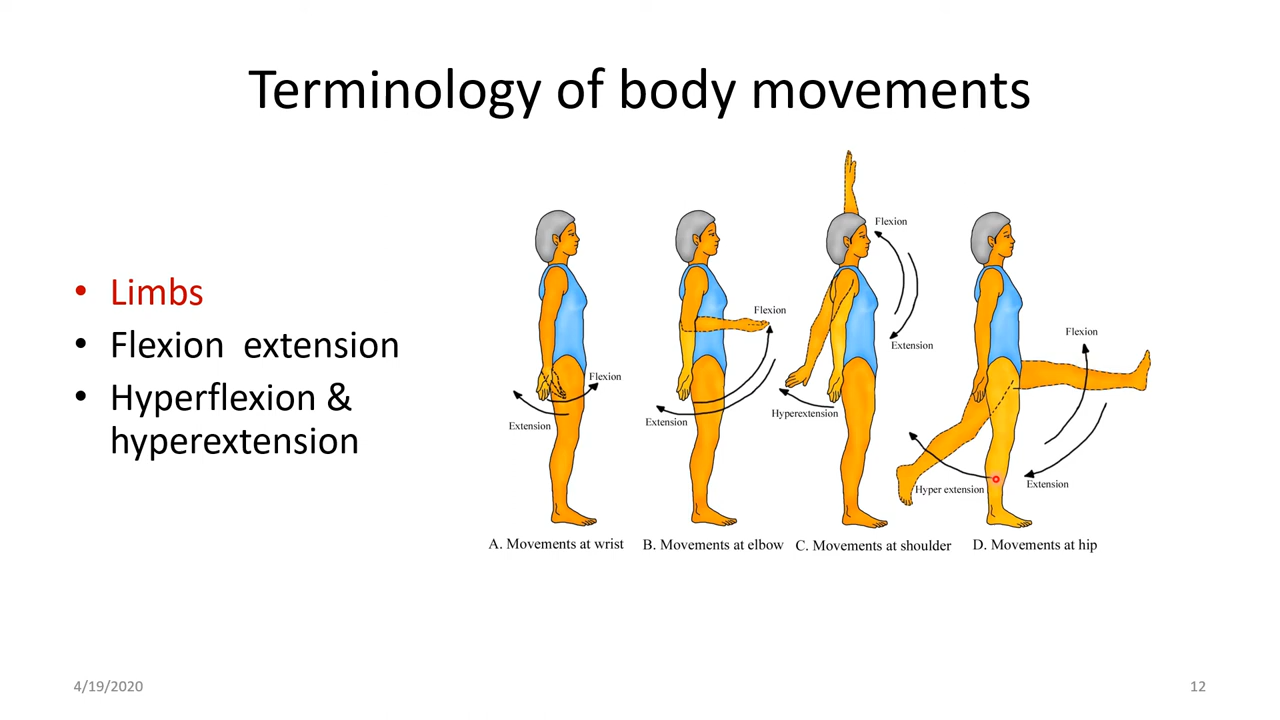 Terminology of body movements
• Limbs
• Flexion extension
• Hyperflexion &
hyperextension
Flexion
Extension
A. Movements at wrist
Flexion
Extension
B. Movements at elbow
Flexion
Extension
Hyperextension
C. Movements at shoulder
Flexion
Extension
Hyper extension
D. Movements at hip
4/19/2020
12